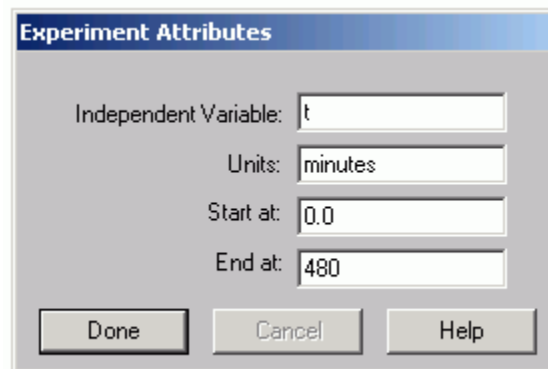 Experiment Attributes
Independent Variable: t
Units: minutes
Start at: 0.0
End at: 480
Done Cancel Help